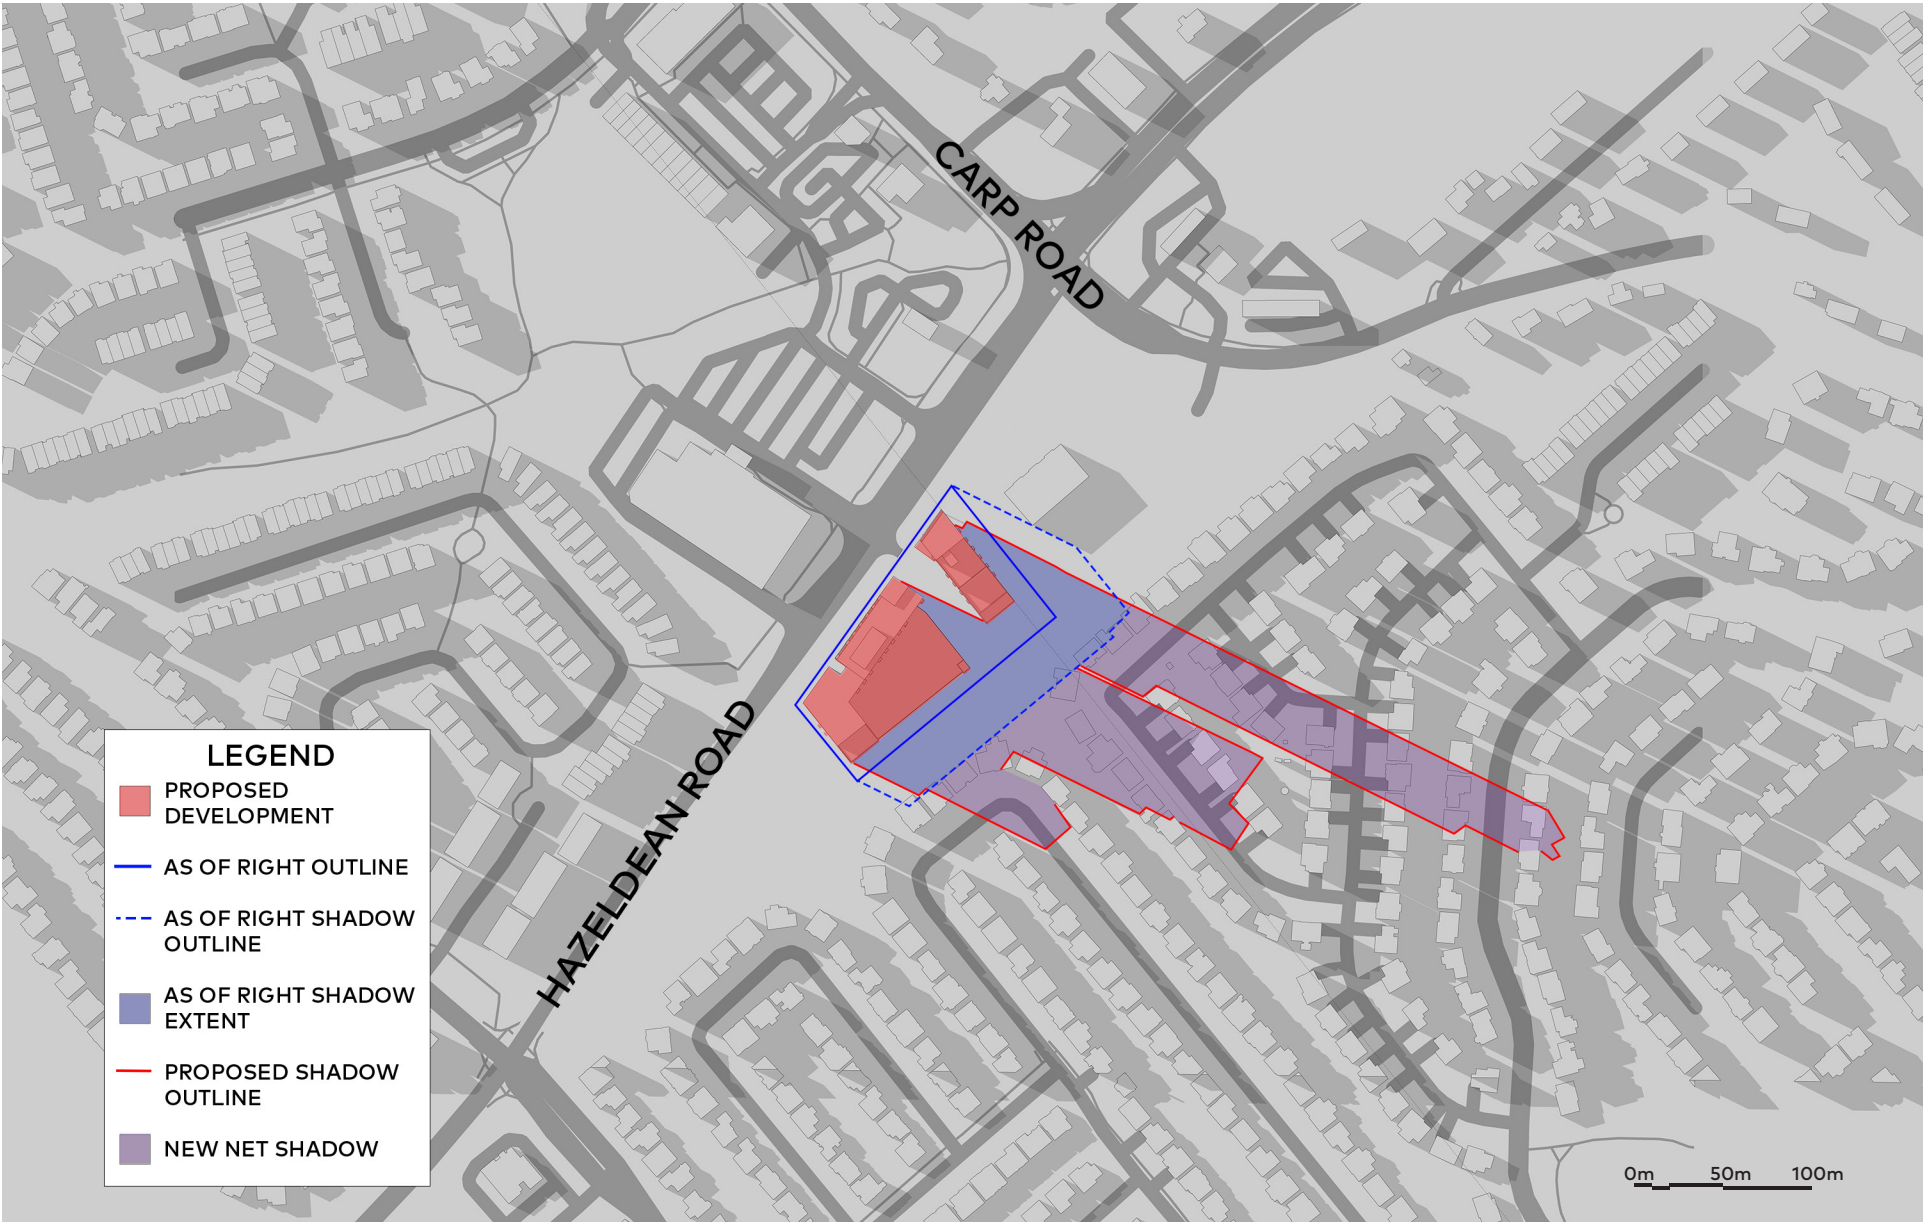 CARP ROAD
HAZELDEAN ROAD
LEGEND
PROPOSED
DEVELOPMENT
AS OF RIGHT OUTLINE
AS OF RIGHT SHADOW
OUTLINE
AS OF RIGHT SHADOW
EXTENT
PROPOSED SHADOW
OUTLINE
NEW NET SHADOW
0m 50m 100m